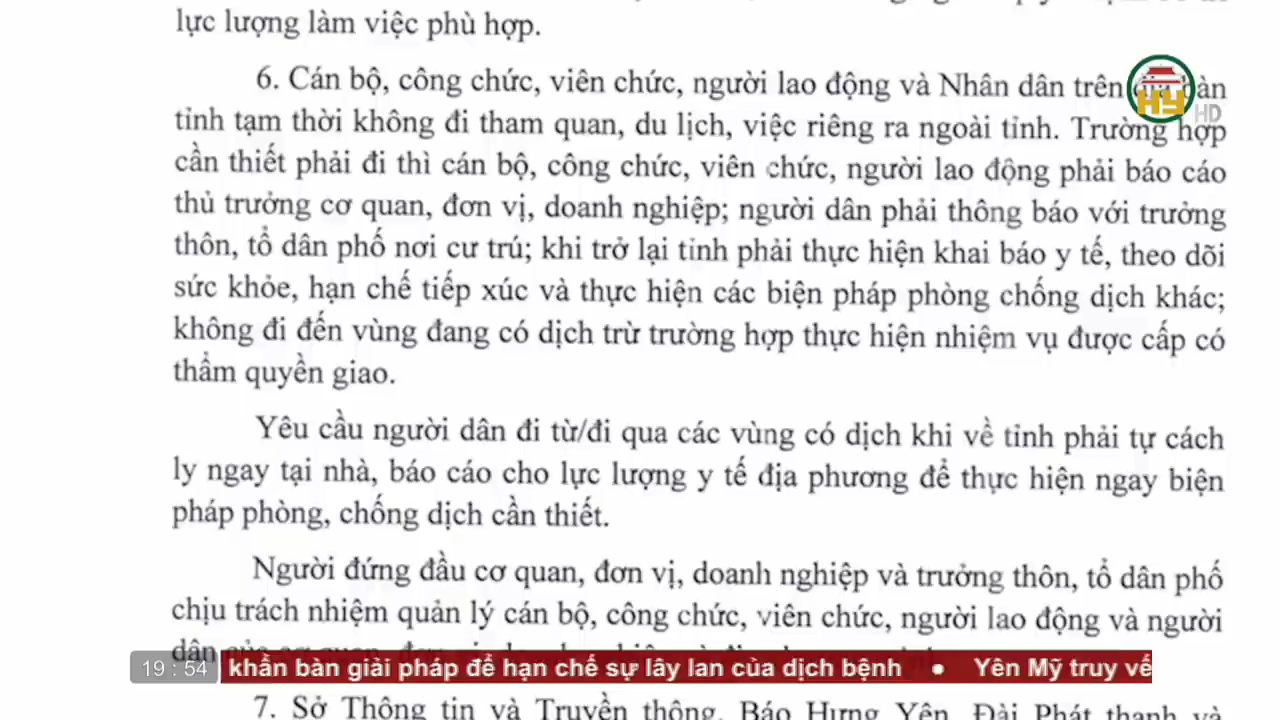 lực lượng làm việc phù hợp.
6. Cán bộ, công chức, viên chức, người lao động và Nhân dân trên địa bàn
HY HD
tỉnh tạm thời không đi tham quan, du lịch, việc riêng ra ngoài tỉnh. Trường hợp
cần thiết phải đi thì cán bộ, công chức, viên chức, người lao động phải báo cáo
thủ trưởng cơ quan, đơn vị, doanh nghiệp; người dân phải thông báo với trưởng
thôn, tổ dân phố nơi cư trú; khi trở lại tỉnh phải thực hiện khai báo y tế, theo dõi
sức khỏe, hạn chế tiếp xúc và thực hiện các biện pháp phòng chống dịch khác;
không đi đến vùng đang có dịch trừ trường hợp thực hiện nhiệm vụ được cấp có
thẩm quyền giao.
Yêu cầu người dân đi từ/đi qua các vùng có dịch khi về tỉnh phải tự cách
ly ngay tại nhà, báo cáo cho lực lượng y tế địa phương để thực hiện ngay biện
pháp phòng, chống dịch cần thiết.
Người đứng đầu cơ quan, đơn vị, doanh nghiệp và trưởng thôn, tổ dân phố
chịu trách nhiệm quản lý cán bộ, công chức, viên chức, người lao động và người
dân
19 : 54 khẩn bàn giải pháp để hạn chế sự lây lan của dịch bệnh • Yên Mỹ truy vế
7. Sở Thông tin và Truyền thông, Báo Hưng Yên, Đài Phát thanh và